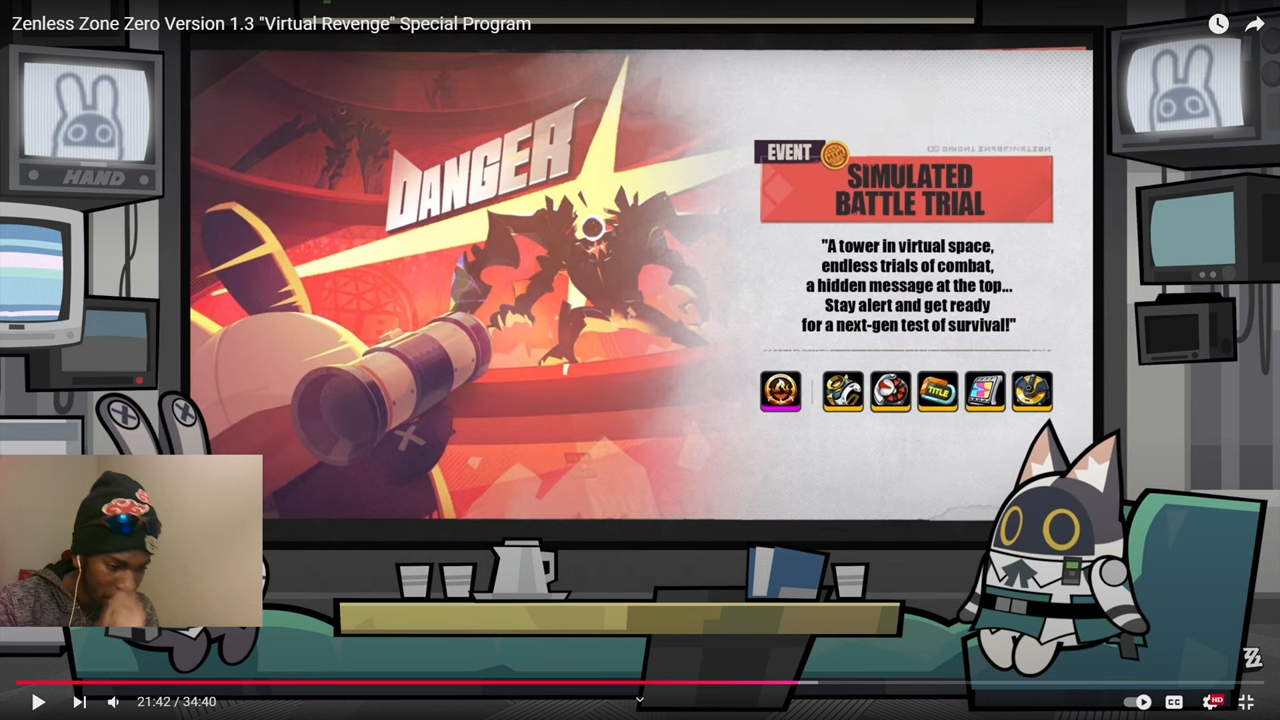 Zenless Zone Zero Version 1.3 "Virtual Revenge" Special Program
HAND
DANGER
EVENT
SIMULATED
BATTLE TRIAL
"A tower in virtual space,
endless trials of combat,
a hidden message at the top...
Stay alert and get ready
for a next-gen test of survival!"
TITLE
21:42 / 34:40
CC
HD